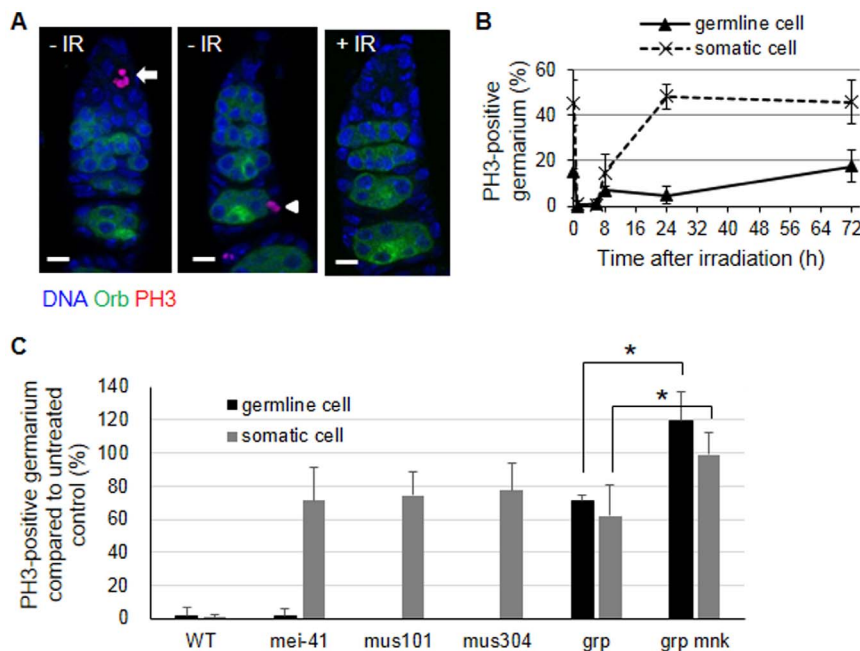 A
- IR
- IR
+ IR
DNA Orb PH3
B
germline cell
somatic cell
PH3-positive
germarium (%)
60
40
20
0
0 8 16 24 32 40 48 56 64 72
Time after irradiation (h)
C
PH3-positive germarium
compared to untreated
control (%)
140
120
100
80
60
40
20
0
germline cell
somatic cell
*
*
WT mei-41 mus101 mus304 grp grp mnk